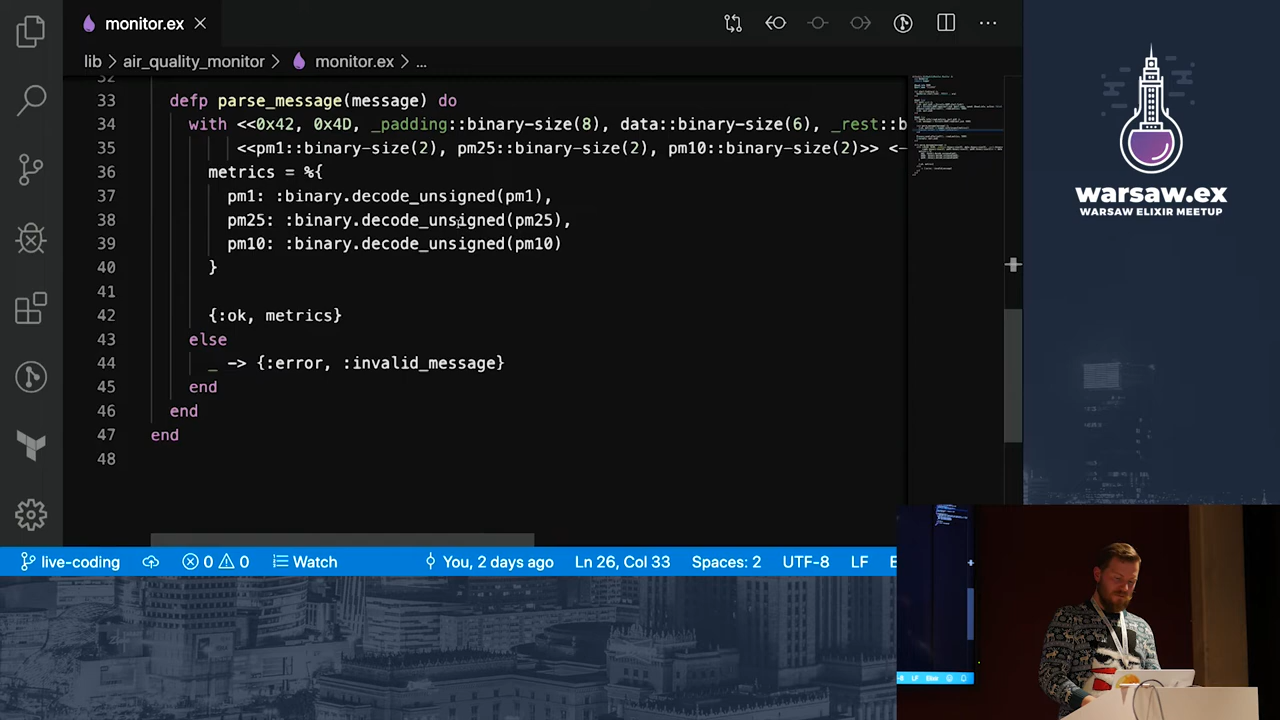 monitor.ex
lib › air_quality_monitor › monitor.ex › ...
32
33 defp parse_message(message) do
34 with <<0x42, 0x4D, _padding::binary-size(8), data::binary-size(6), _rest::b
35 <<pm1::binary-size(2), pm25::binary-size(2), pm10::binary-size(2)>> <-
36 metrics = %{
37 pm1: :binary.decode_unsigned(pm1),
38 pm25: :binary.decode_unsigned(pm25),
39 pm10: :binary.decode_unsigned(pm10)
40 }
41
42 {:ok, metrics}
43 else
44 _ -> {:error, :invalid_message}
45 end
46 end
47 end
48
live-coding 0 0 Watch You, 2 days ago Ln 26, Col 33 Spaces: 2 UTF-8 LF E
warsaw.ex
WARSAW ELIXIR MEETUP
LF Elixir